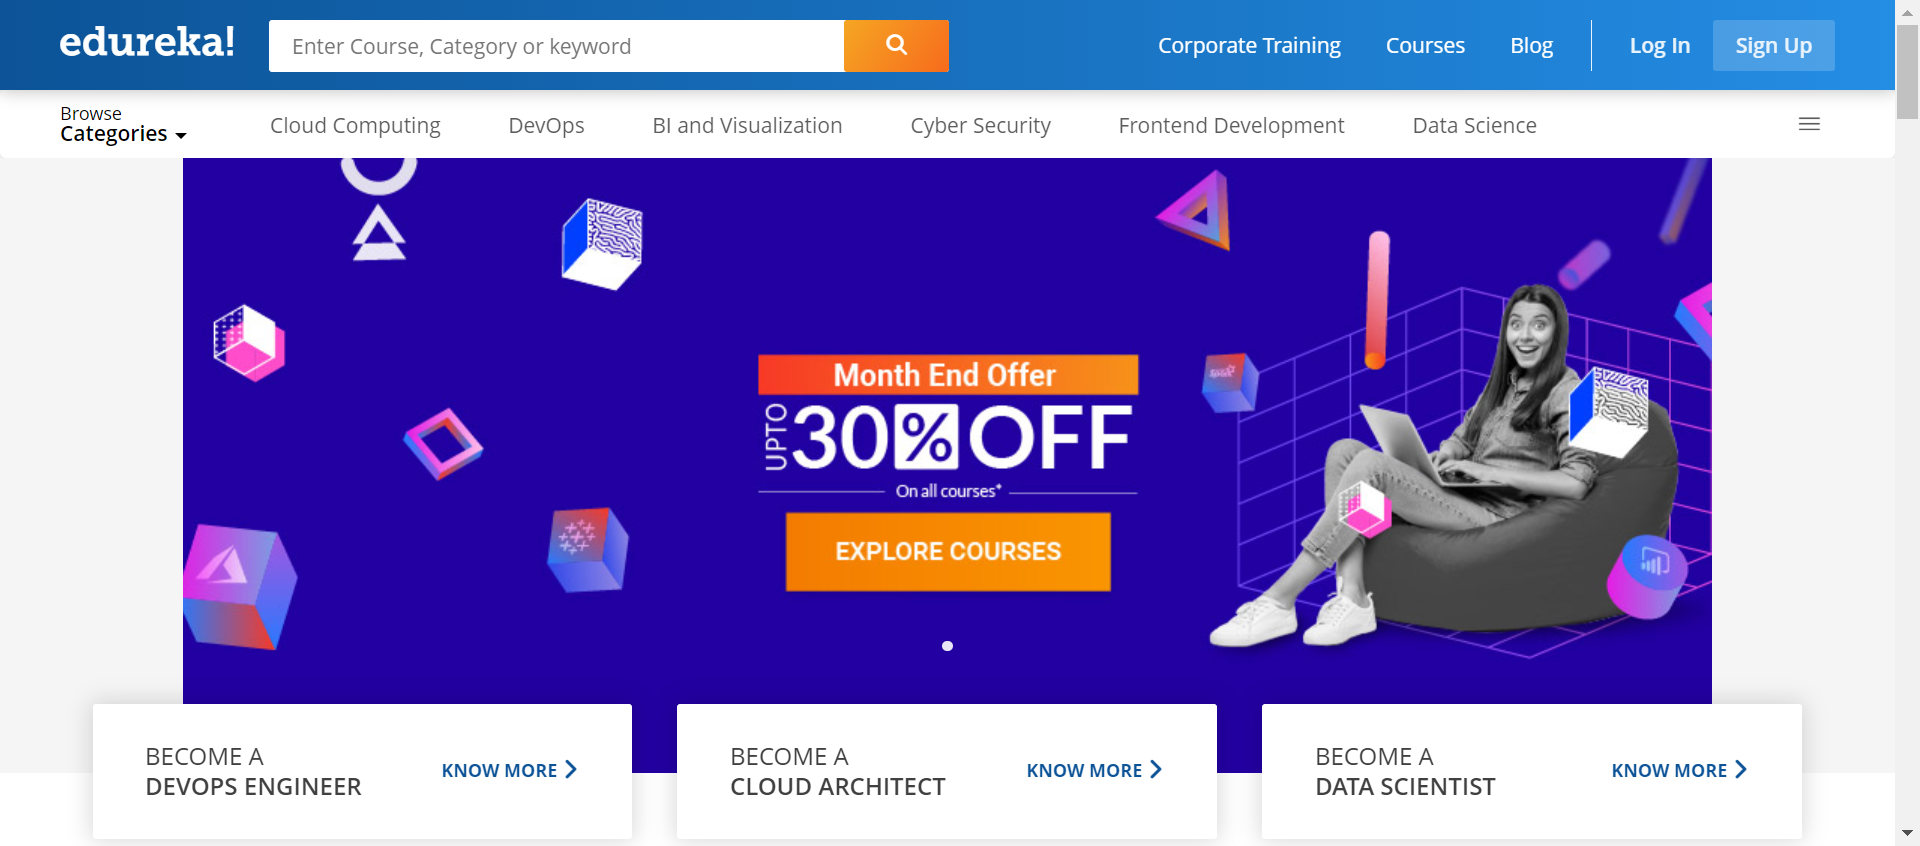 edureka!
Enter Course, Category or keyword
Corporate Training
Courses
Blog
Log In
Sign Up
Browse
Categories
Cloud Computing
DevOps
BI and Visualization
Cyber Security
Frontend Development
Data Science
Month End Offer
UPTO
30% OFF
On all courses*
EXPLORE COURSES
BECOME A
DEVOPS ENGINEER
KNOW MORE
BECOME A
CLOUD ARCHITECT
KNOW MORE
BECOME A
DATA SCIENTIST
KNOW MORE